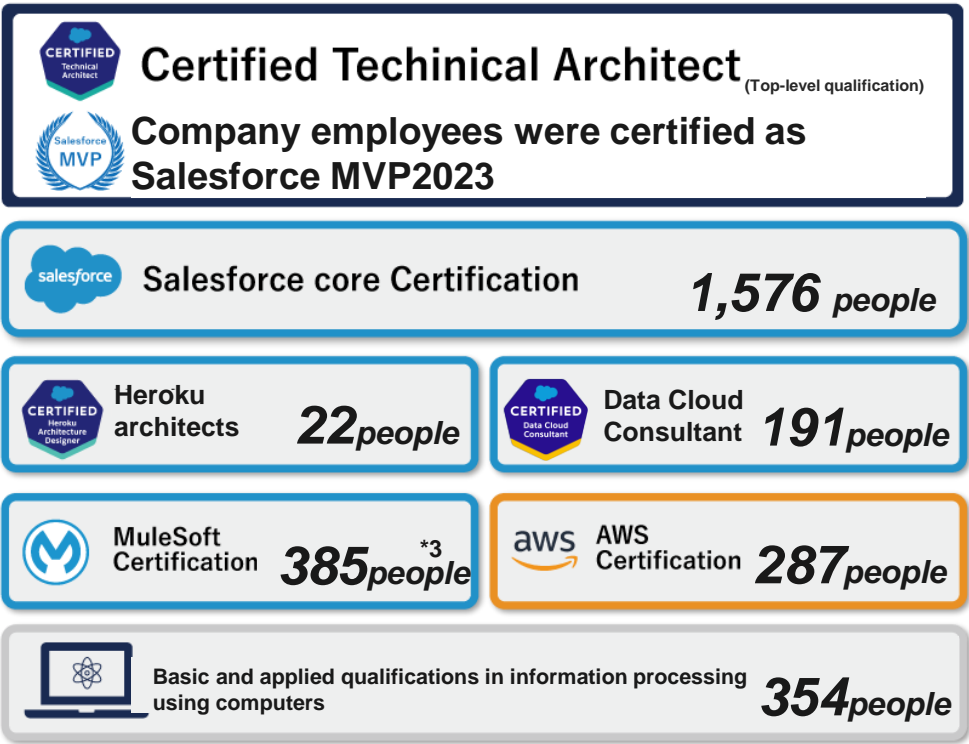 CERTIFIED
Technical
Architect
Certified Techinical Architect
(Top-level qualification)
Salesforce
MVP
Company employees were certified as
Salesforce MVP2023
salesforce
Salesforce core Certification
1,576 people
CERTIFIED
Heroku
Architecture
Designer
Heroku
architects
22people
CERTIFIED
Data Cloud
Consultant
Data Cloud
Consultant
191people
MuleSoft
Certification
385people
*3
aws
AWS
Certification
287people
Basic and applied qualifications in information processing
using computers
354people